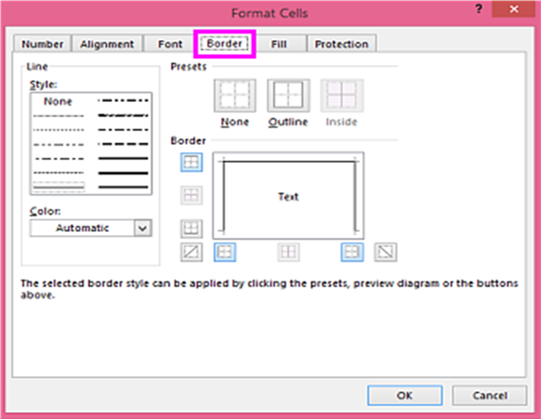 Format Cells
?
Number Alignment Font Border Fill Protection
Line
Style:
None
Color:
Automatic
Presets
None Outline Inside
Border
Text
The selected border style can be applied by clicking the presets, preview diagram or the buttons
above.
OK Cancel